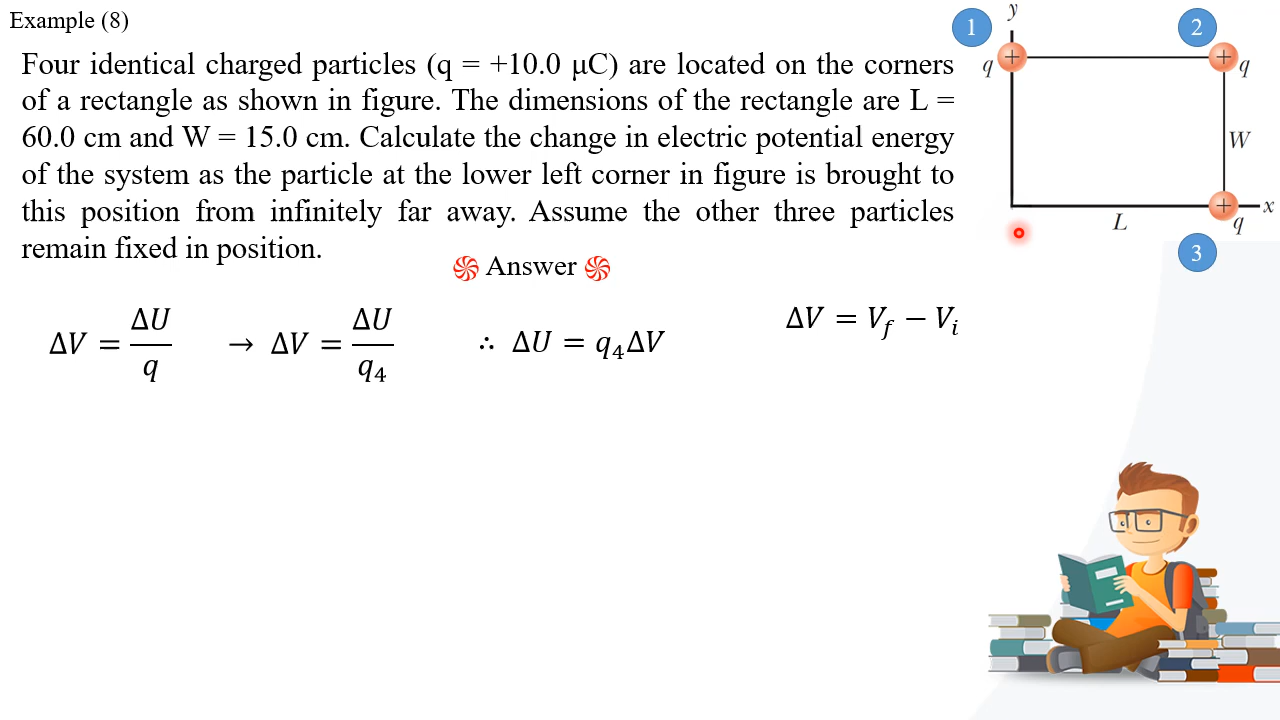 Example (8)
Four identical charged particles (q = +10.0 μC) are located on the corners
of a rectangle as shown in figure. The dimensions of the rectangle are L =
60.0 cm and W = 15.0 cm. Calculate the change in electric potential energy
of the system as the particle at the lower left corner in figure is brought to
this position from infinitely far away. Assume the other three particles
remain fixed in position.
Answer
ΔV = ΔU/q → ΔV = ΔU/q₄ ∴ ΔU = q₄ΔV
ΔV = V_f − V_i
y
1
2
+
+
q
q
W
+
x
L
q
3